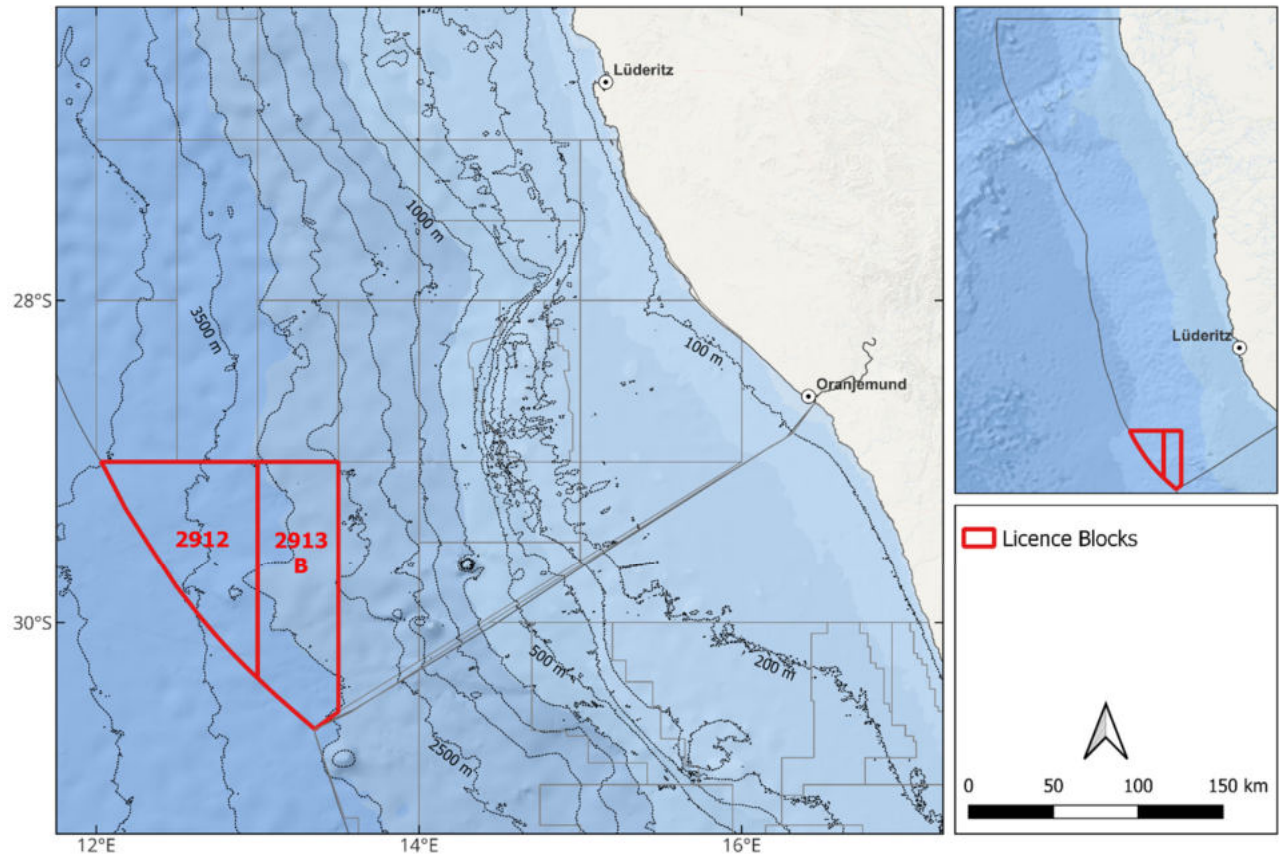 Lüderitz
1000 m
28°S
3500 m
100 m
Oranjemund
2912
2913
B
30°S
500 m
200 m
2500 m
12°E
14°E
16°E
Lüderitz
Licence Blocks
0 50 100 150 km